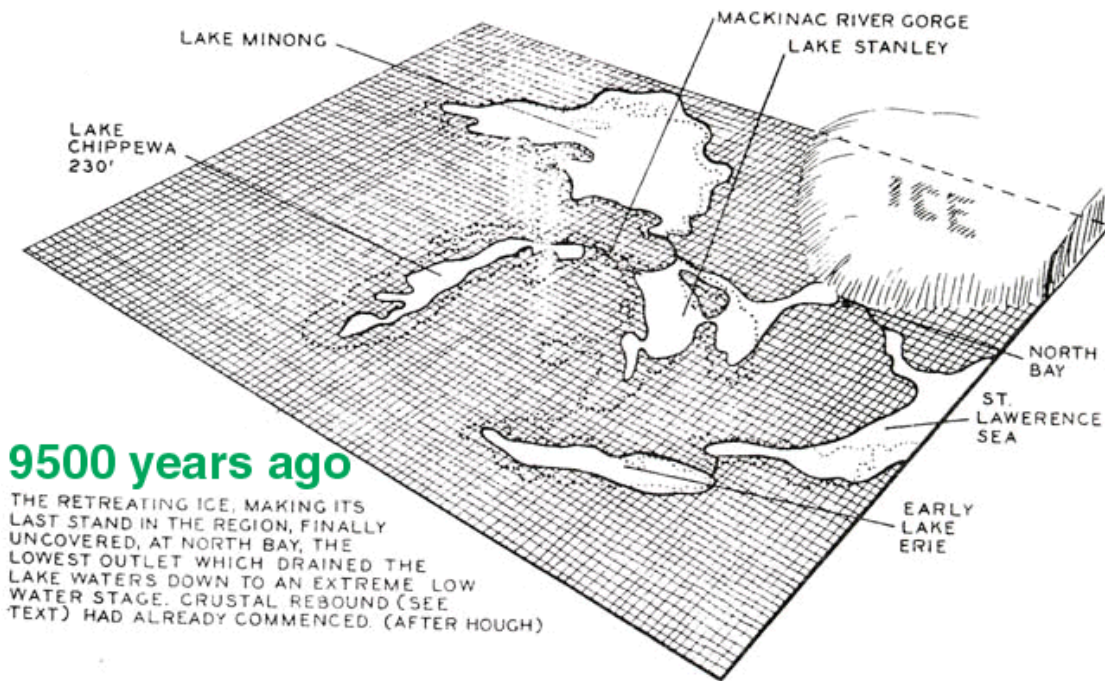 MACKINAC RIVER GORGE
LAKE MINONG
LAKE STANLEY
LAKE
CHIPPEWA
230'
ICE
NORTH
BAY
ST.
LAWERENCE
SEA
EARLY
LAKE
ERIE
9500 years ago
THE RETREATING ICE, MAKING ITS
LAST STAND IN THE REGION, FINALLY
UNCOVERED, AT NORTH BAY, THE
LOWEST OUTLET WHICH DRAINED THE
LAKE WATERS DOWN TO AN EXTREME LOW
WATER STAGE. CRUSTAL REBOUND (SEE
TEXT) HAD ALREADY COMMENCED. (AFTER HOUGH)